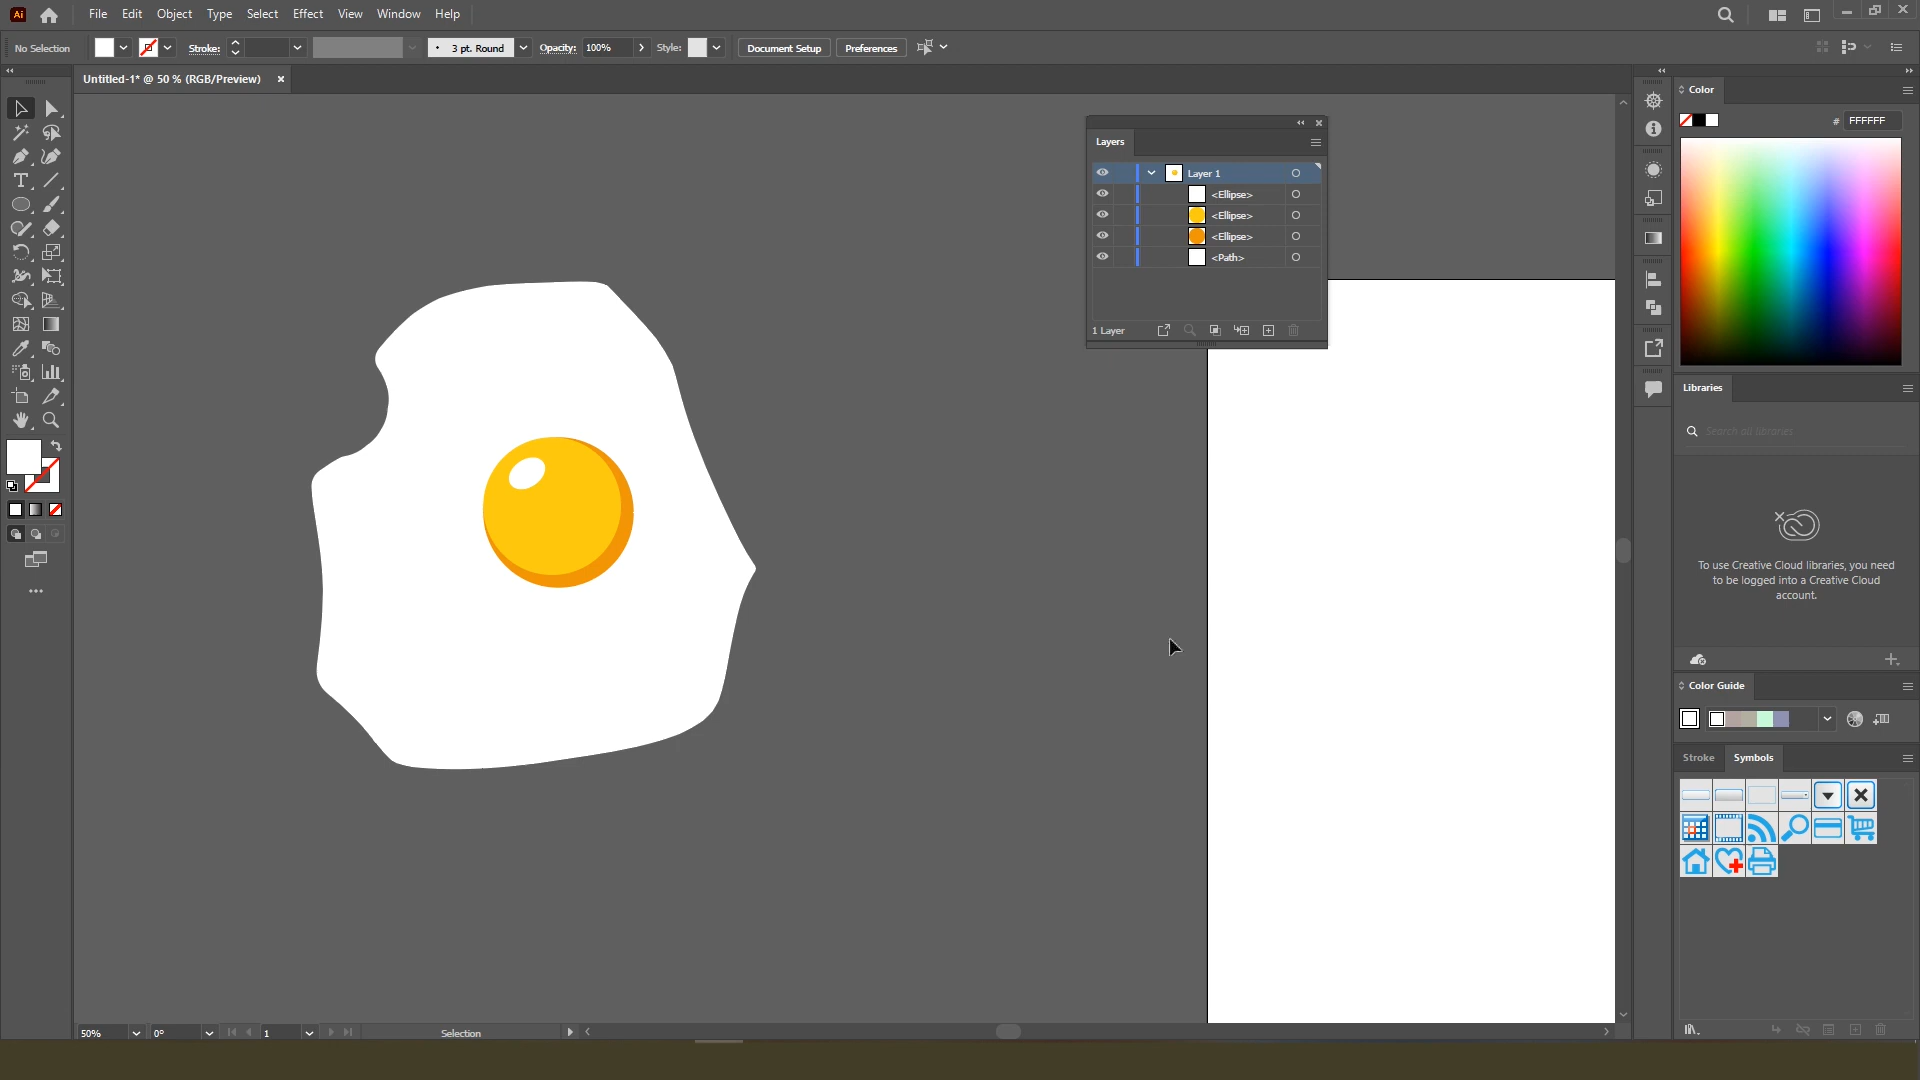 Ai File Edit Object Type Select Effect View Window Help
No Selection Stroke: 3 pt. Round Opacity: 100% Style: Document Setup Preferences
Untitled-1* @ 50 % (RGB/Preview)
Color
# FFFFFF
Layers
Layer 1
<Ellipse>
<Ellipse>
<Ellipse>
<Path>
1 Layer
Libraries
Search all libraries
To use Creative Cloud libraries, you need
to be logged into a Creative Cloud
account.
Color Guide
Stroke Symbols
50% 0° 1 Selection